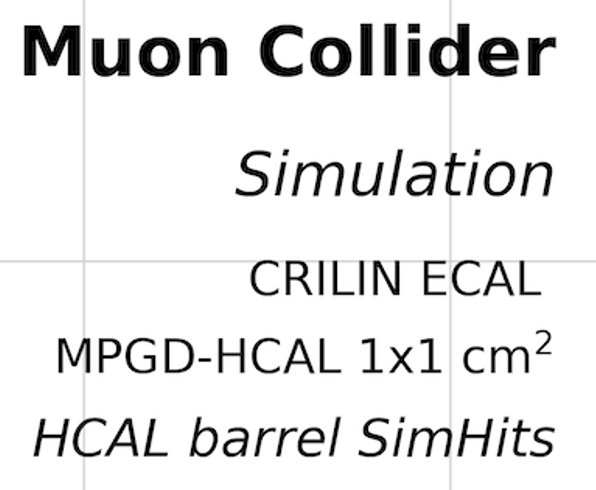 Muon Collider
Simulation
CRILIN ECAL
MPGD-HCAL 1x1 cm²
HCAL barrel SimHits